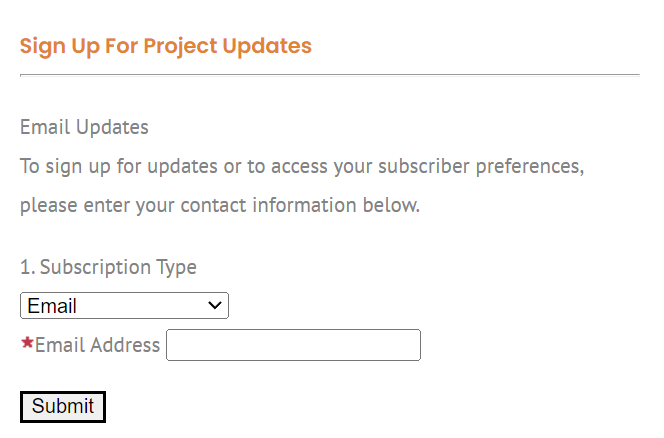 Sign Up For Project Updates
Email Updates
To sign up for updates or to access your subscriber preferences,
please enter your contact information below.
1. Subscription Type
Email
*Email Address
Submit